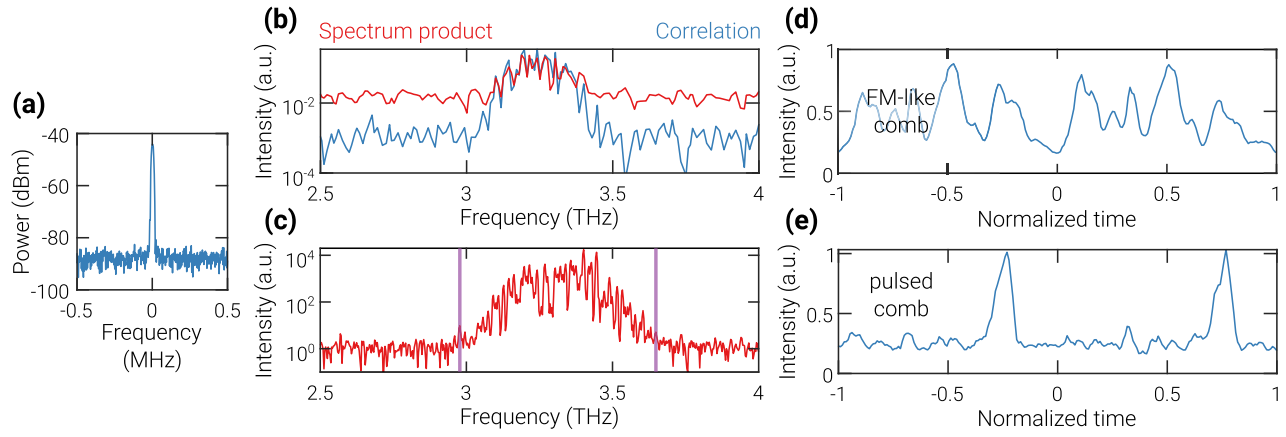 (a)
Power (dBm)
-40
-60
-80
-100
-0.5
0
0.5
Frequency
(MHz)
(b)
Spectrum product
Correlation
Intensity (a.u.)
10-2
10-4
2.5
3
3.5
4
Frequency (THz)
(c)
Intensity (a.u.)
10⁴
10²
10⁰
2.5
3
3.5
4
Frequency (THz)
(d)
Intensity (a.u.)
1
0.5
0
FM-like
comb
-1
-0.5
0
0.5
1
Normalized time
(e)
Intensity (a.u.)
1
0.5
0
pulsed
comb
-1
-0.5
0
0.5
1
Normalized time